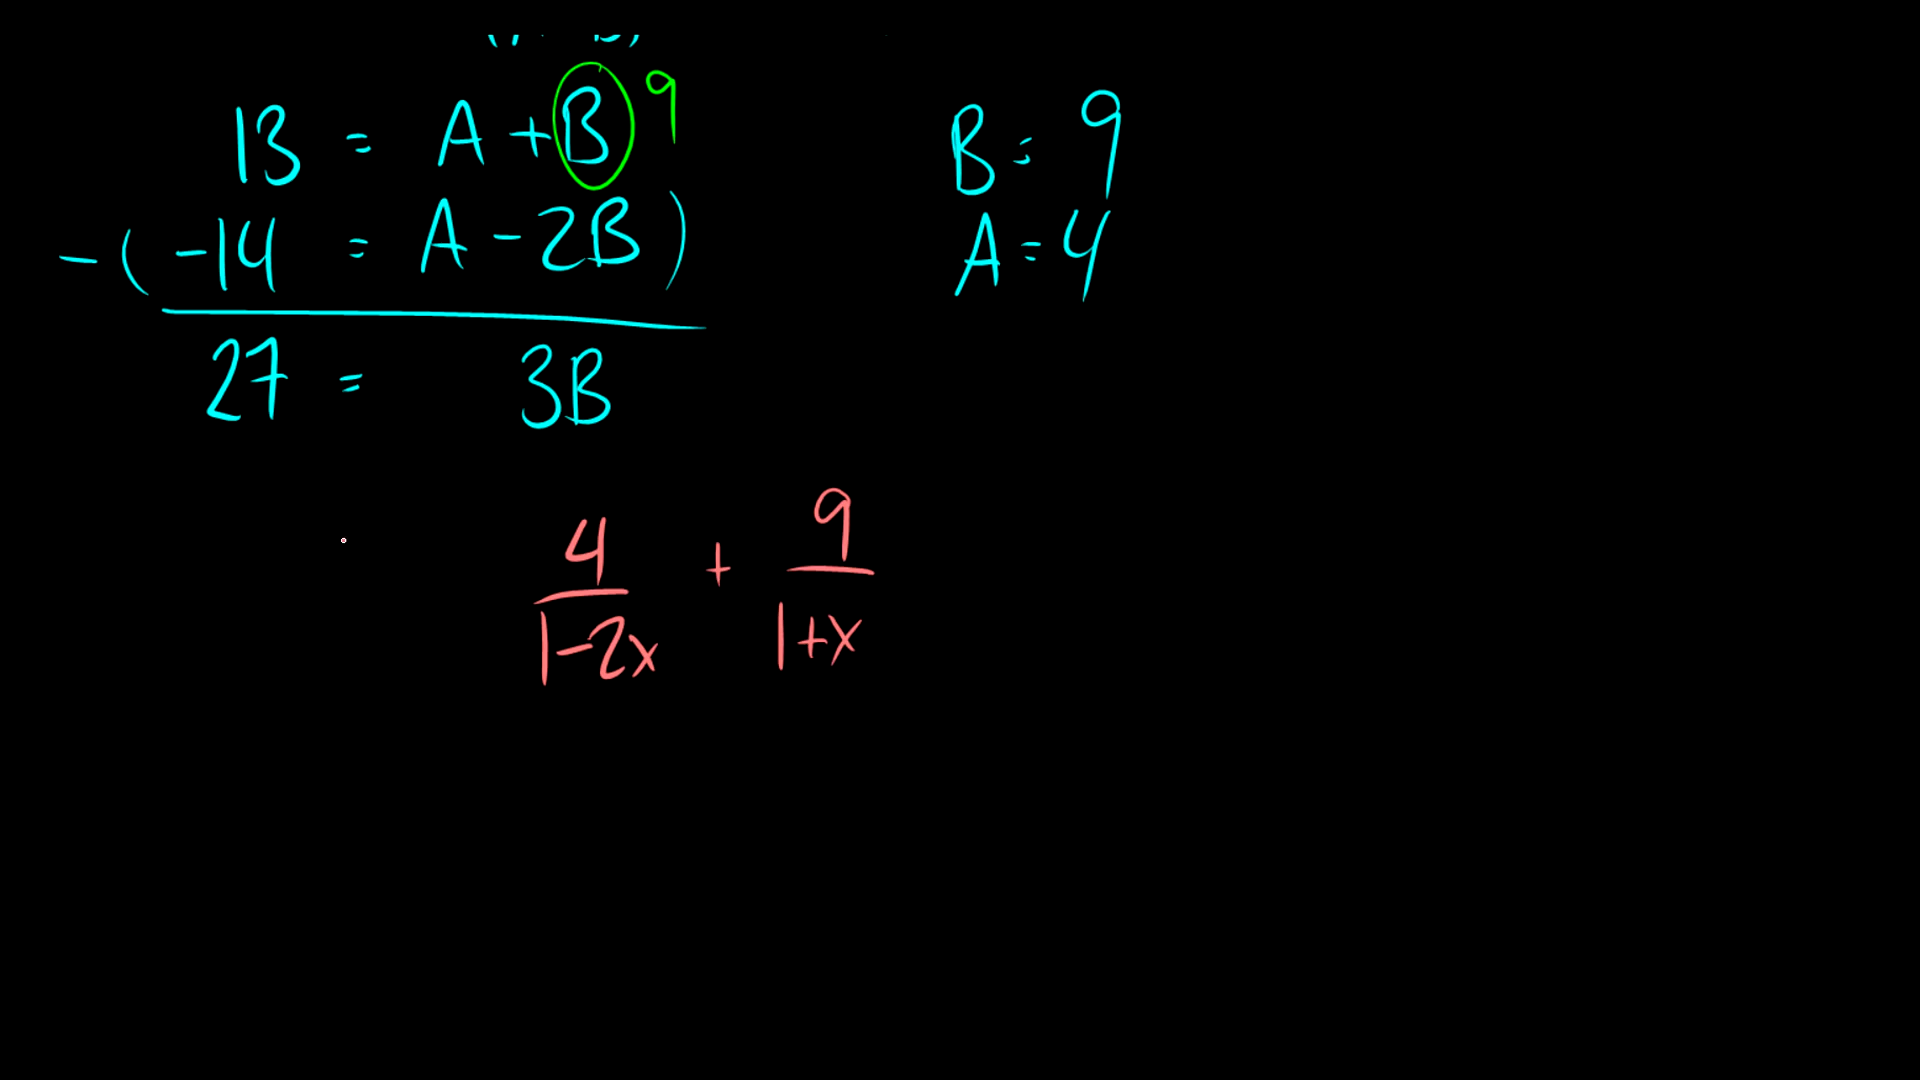 13 = A + B 9
-( -14 = A - 2B )
27 = 3B
B = 9
A = 4
4/(1-2x) + 9/(1+x)